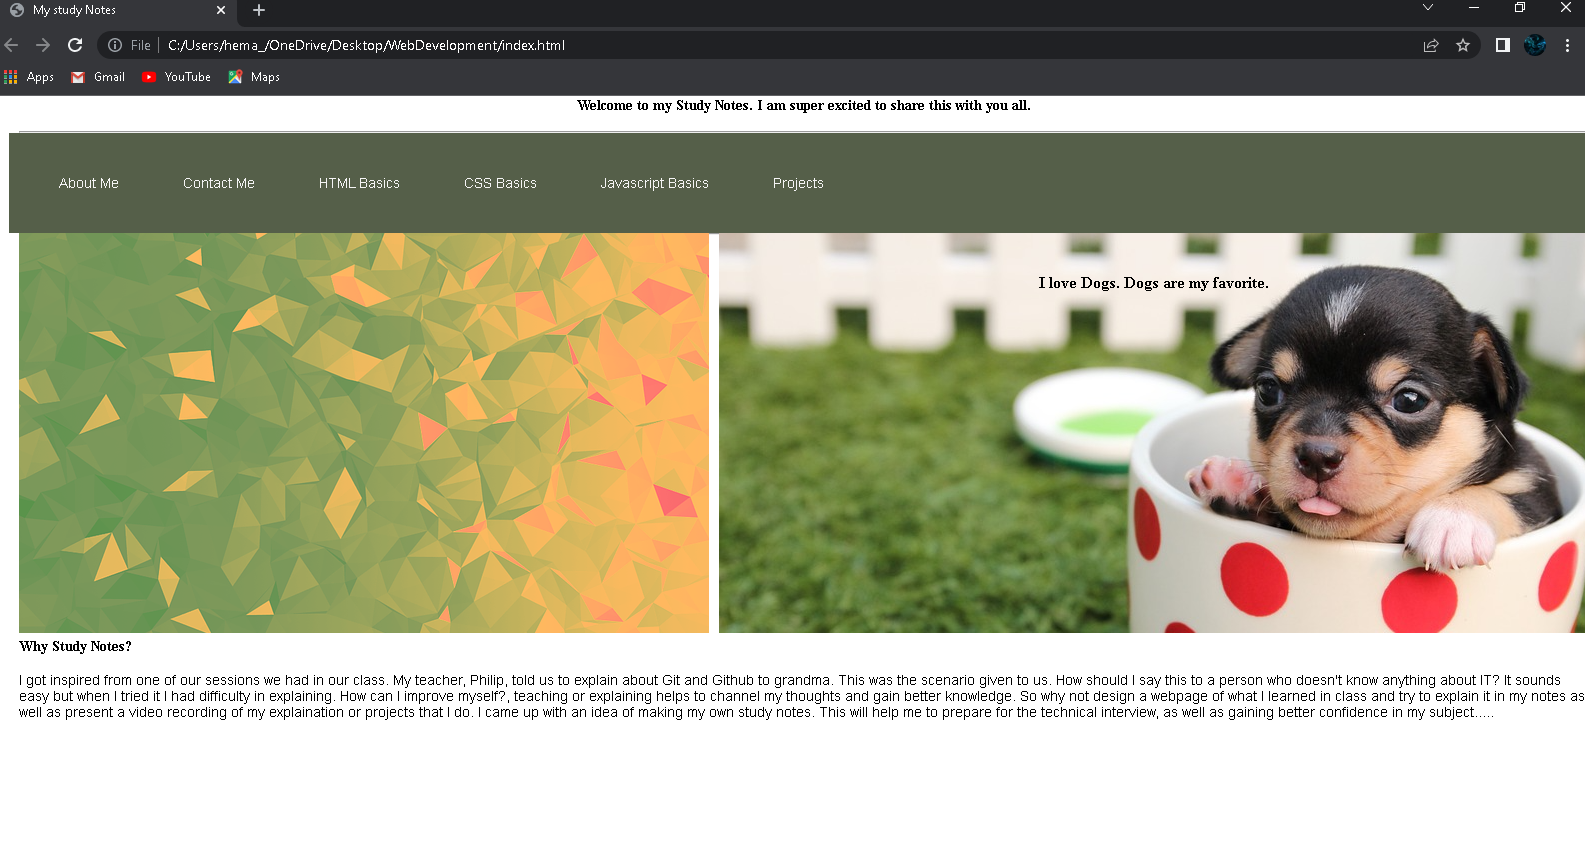 My study Notes
File C:/Users/hema_/OneDrive/Desktop/WebDevelopment/index.html
Apps Gmail YouTube Maps
Welcome to my Study Notes. I am super excited to share this with you all.
About Me Contact Me HTML Basics CSS Basics Javascript Basics Projects
I love Dogs. Dogs are my favorite.
Why Study Notes?
I got inspired from one of our sessions we had in our class. My teacher, Philip, told us to explain about Git and Github to grandma. This was the scenario given to us. How should I say this to a person who doesn't know anything about IT? It sounds
easy but when I tried it I had difficulty in explaining. How can I improve myself?, teaching or explaining helps to channel my thoughts and gain better knowledge. So why not design a webpage of what I learned in class and try to explain it in my notes as
well as present a video recording of my explaination or projects that I do. I came up with an idea of making my own study notes. This will help me to prepare for the technical interview, as well as gaining better confidence in my subject.....